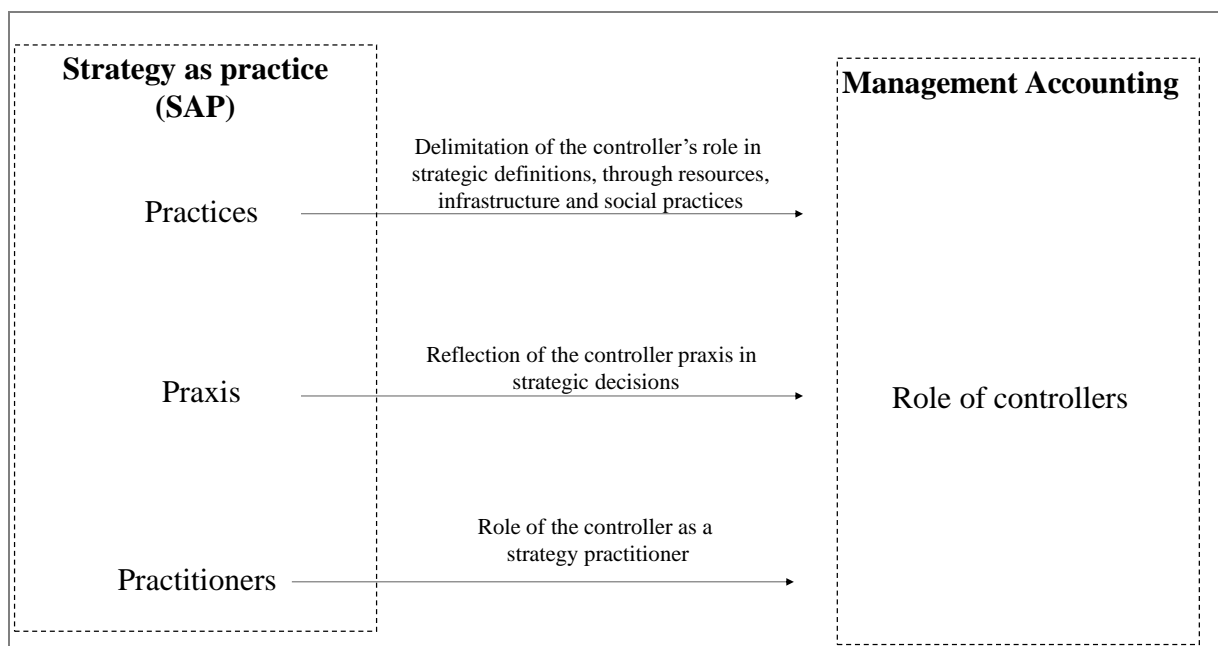 Strategy as practice
(SAP)
Management Accounting
Delimitation of the controller's role in
strategic definitions, through resources,
infrastructure and social practices
Practices
Reflection of the controller praxis in
strategic decisions
Praxis
Role of controllers
Role of the controller as a
strategy practitioner
Practitioners